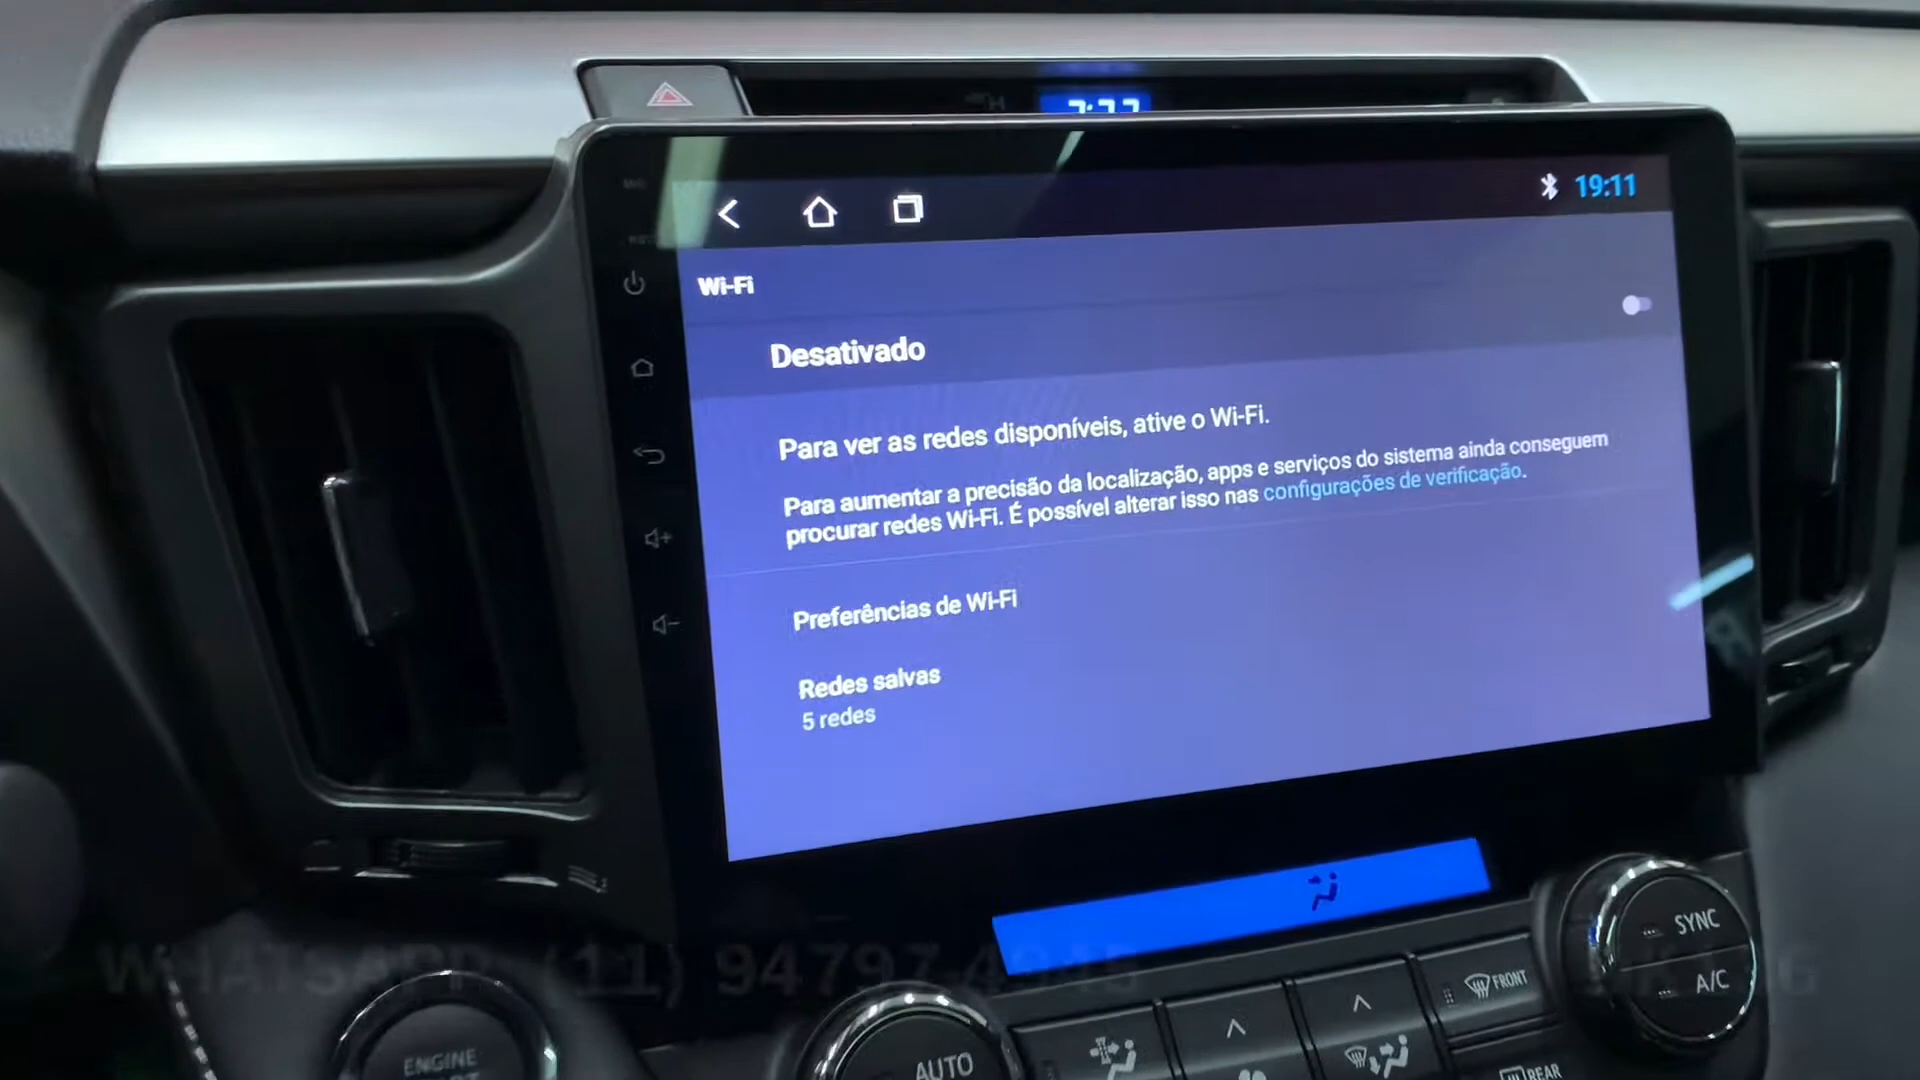 19:11
Wi-Fi
Desativado
Para ver as redes disponíveis, ative o Wi-Fi.
Para aumentar a precisão da localização, apps e serviços do sistema ainda conseguem
procurar redes Wi-Fi. É possível alterar isso nas configurações de verificação.
Preferências de Wi-Fi
Redes salvas
5 redes
WHATSAPP: (11)
SYNC
FRONT
A/C
ENGINE
AUTO
REAR